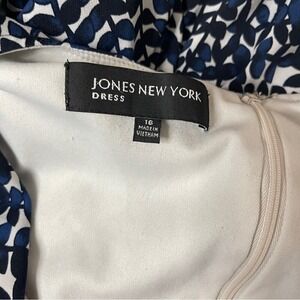 JONES NEW YORK
DRESS
16
MADE IN
VIETNAM